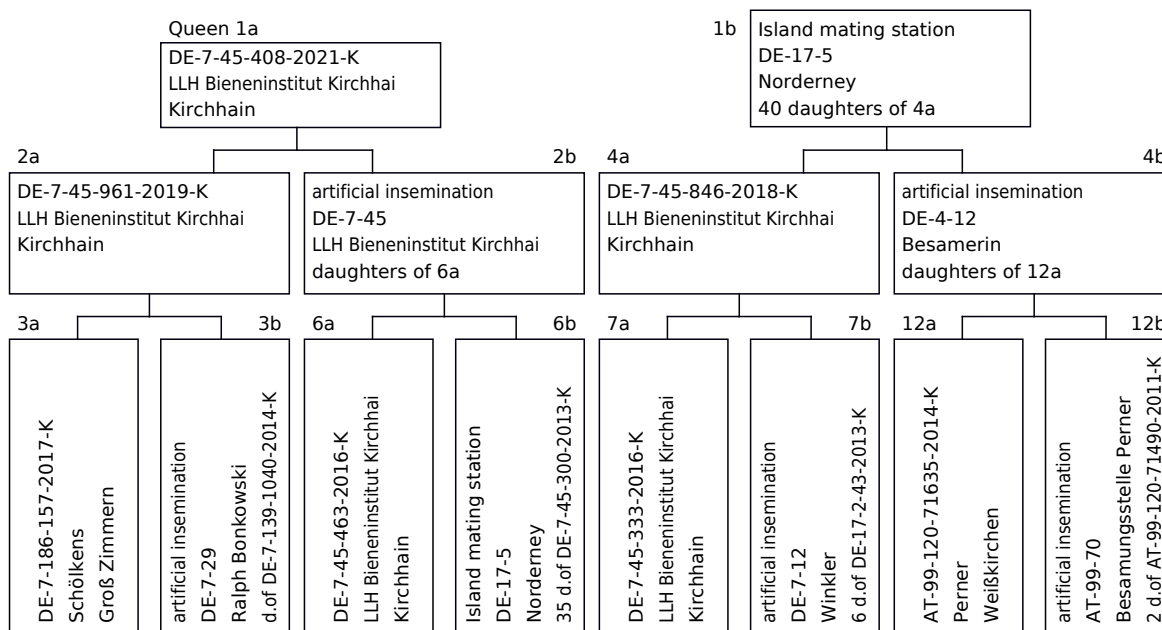 Queen 1a
DE-7-45-408-2021-K
LLH Bieneninstitut Kirchhai
Kirchhain
1b
Island mating station
DE-17-5
Norderney
40 daughters of 4a
2a
DE-7-45-961-2019-K
LLH Bieneninstitut Kirchhai
Kirchhain
2b
artificial insemination
DE-7-45
LLH Bieneninstitut Kirchhai
daughters of 6a
4a
DE-7-45-846-2018-K
LLH Bieneninstitut Kirchhai
Kirchhain
4b
artificial insemination
DE-4-12
Besamerin
daughters of 12a
3a
DE-7-186-157-2017-K
Schölkens
Groß Zimmern
3b
artificial insemination
DE-7-29
Ralph Bonkowski
d.of DE-7-139-1040-2014-K
6a
DE-7-45-463-2016-K
LLH Bieneninstitut Kirchhai
Kirchhain
6b
Island mating station
DE-17-5
Norderney
35 d.of DE-7-45-300-2013-K
7a
DE-7-45-333-2016-K
LLH Bieneninstitut Kirchhai
Kirchhain
7b
artificial insemination
DE-7-12
Winkler
6 d.of DE-17-2-43-2013-K
12a
AT-99-120-71635-2014-K
Perner
Weißkirchen
12b
artificial insemination
AT-99-70
Besamungsstelle Perner
2 d.of AT-99-120-71490-2011-K